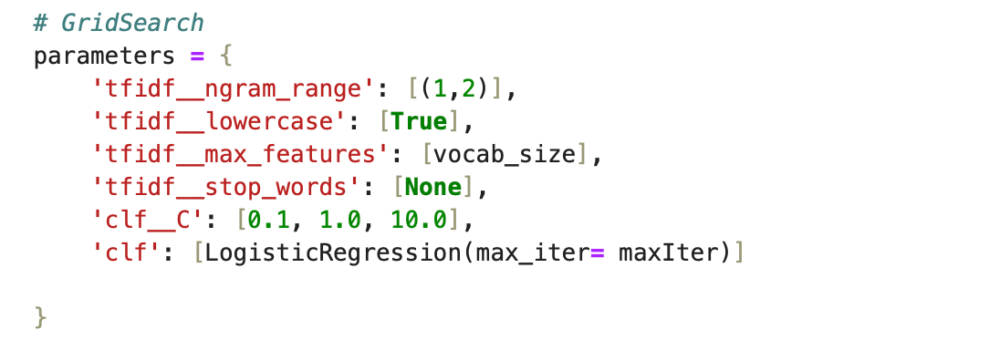 # GridSearch
parameters = {
    'tfidf__ngram_range': [(1,2)],
    'tfidf__lowercase': [True],
    'tfidf__max_features': [vocab_size],
    'tfidf__stop_words': [None],
    'clf__C': [0.1, 1.0, 10.0],
    'clf': [LogisticRegression(max_iter= maxIter)]
}